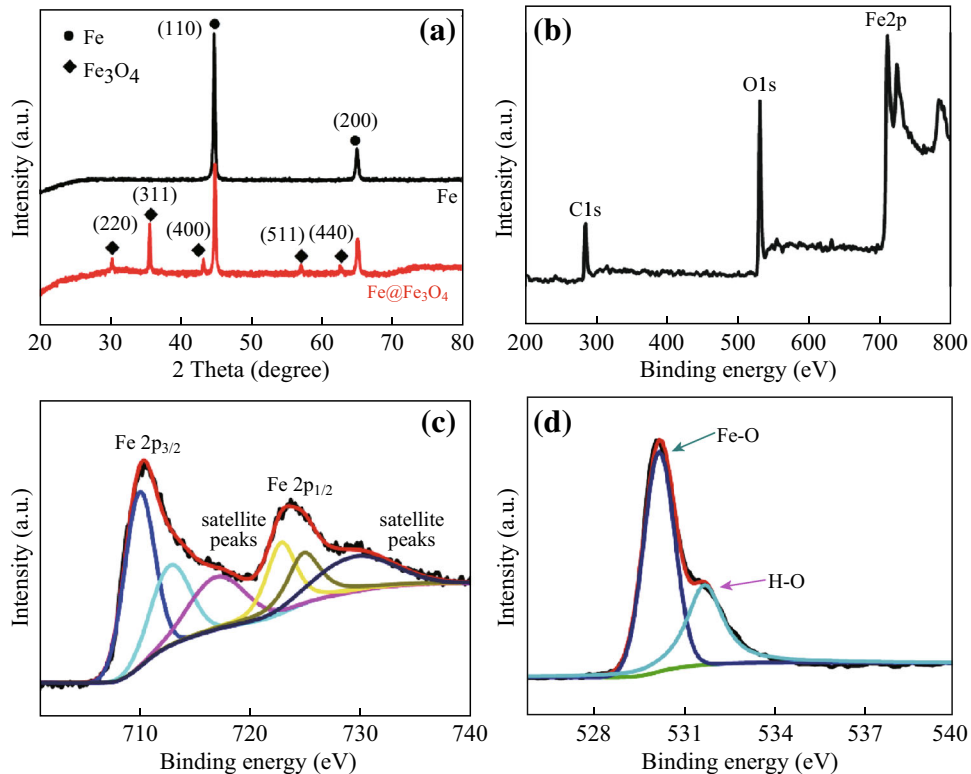 (a)
Fe
Fe3O4
(110)
(200)
Fe
(220)
(311)
(400)
(511)
(440)
Fe@Fe3O4
Intensity (a.u.)
20 30 40 50 60 70 80
2 Theta (degree)
(b)
C1s
O1s
Fe2p
Intensity (a.u.)
200 300 400 500 600 700 800
Binding energy (eV)
(c)
Fe 2p3/2
Fe 2p1/2
satellite
peaks
satellite
peaks
Intensity (a.u.)
710 720 730 740
Binding energy (eV)
(d)
Fe-O
H-O
Intensity (a.u.)
528 531 534 537 540
Binding energy (eV)